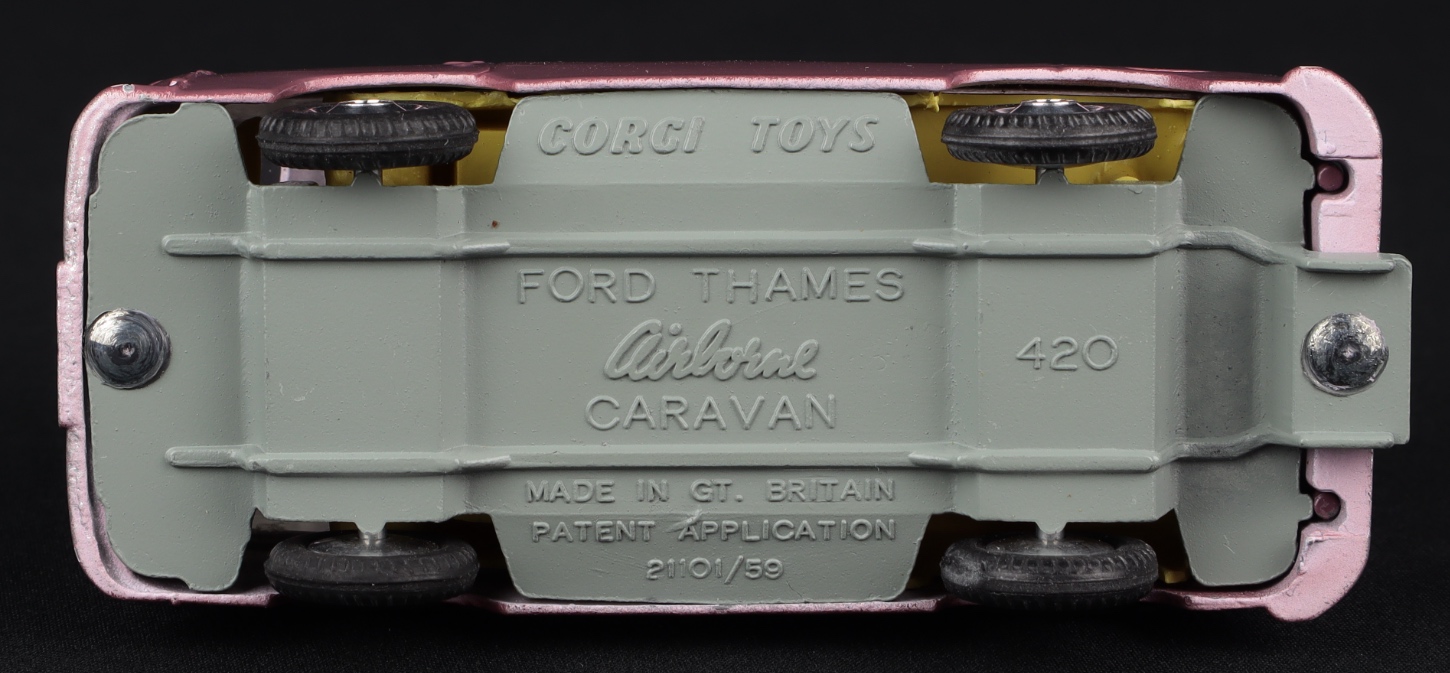 CORGI TOYS
FORD THAMES
Airborne
CARAVAN
420
MADE IN GT. BRITAIN
PATENT APPLICATION
21101/59